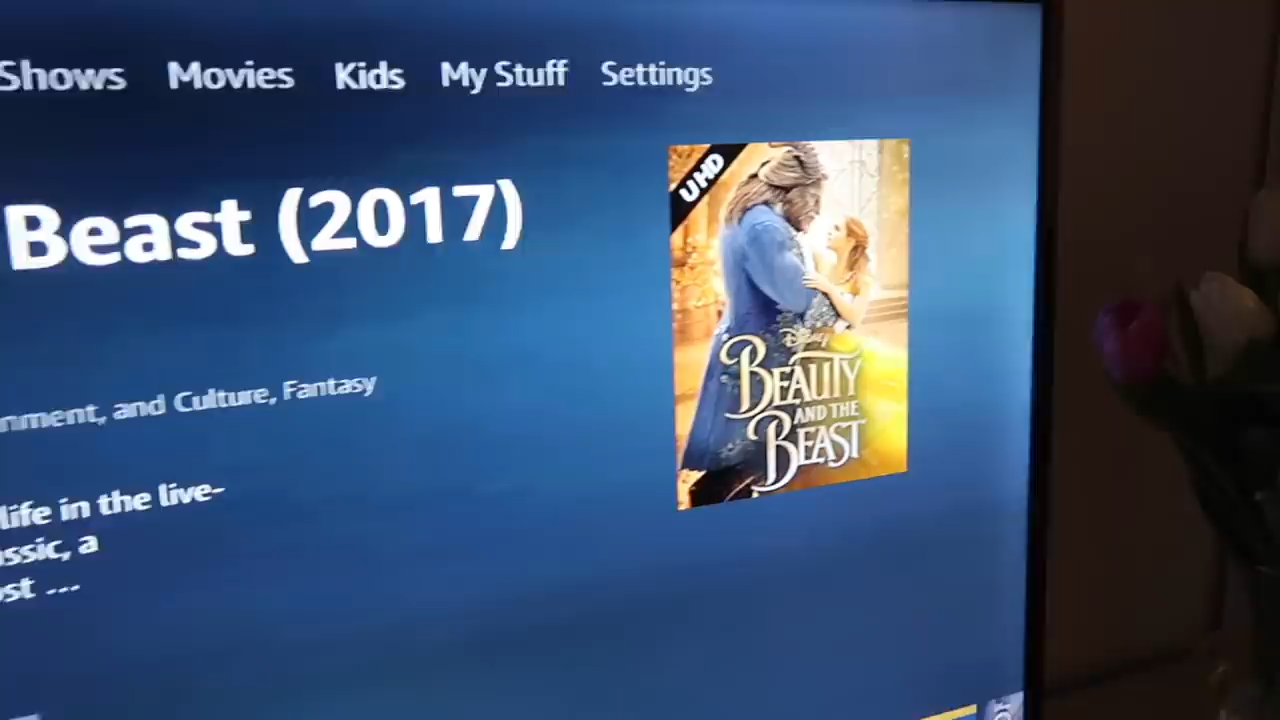 Shows Movies Kids My Stuff Settings
Beast (2017)
UHD
Disney
BEAUTY
AND THE
BEAST
nment, and Culture, Fantasy
life in the live-
ssic, a
st ...